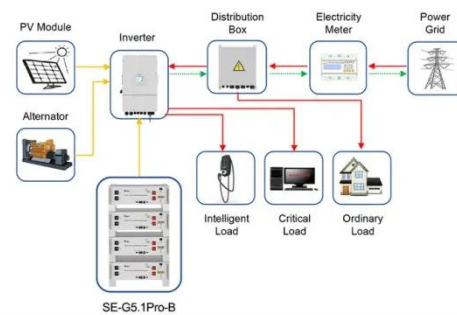 PV Module
Inverter
Distribution
Box
Electricity
Meter
Power
Grid
Alternator
Intelligent
Load
Critical
Load
Ordinary
Load
SE-G5.1Pro-B